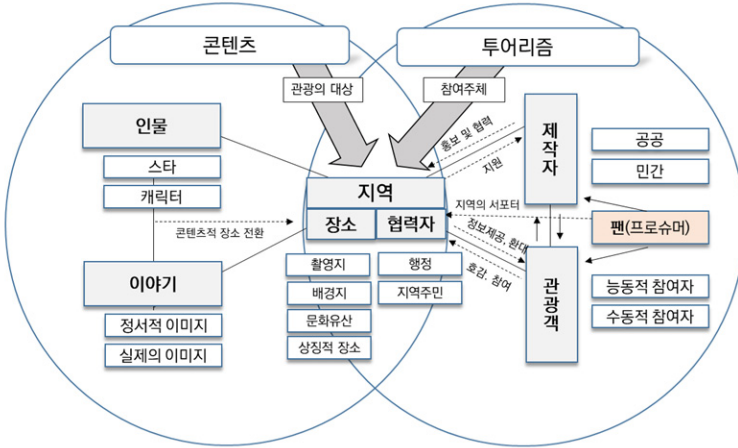 콘텐츠
투어리즘
관광의 대상
참여주체
인물
스타
캐릭터
콘텐츠적 장소 전환
이야기
정서적 이미지
실제의 이미지
지역
장소
협력자
촬영지
배경지
문화유산
상징적 장소
행정
지역주민
홍보 및 협력
지원
지역의 서포터
정보제공, 환대
호감, 참여
제작자
공공
민간
팬(프로슈머)
관광객
능동적 참여자
수동적 참여자